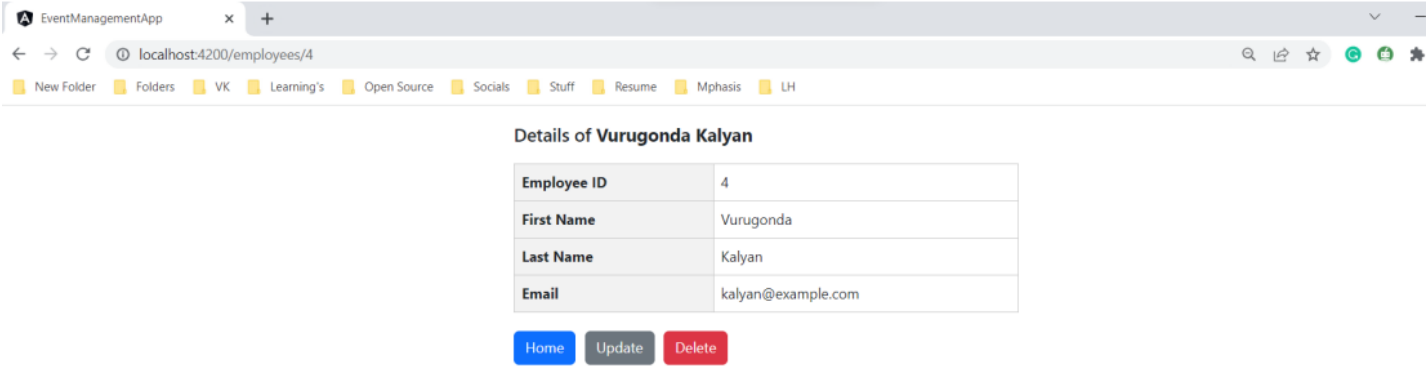 EventManagementApp
localhost:4200/employees/4
New Folder Folders VK Learning's Open Source Socials Stuff Resume Mphasis LH
Details of Vurugonda Kalyan
Employee ID 4
First Name Vurugonda
Last Name Kalyan
Email kalyan@example.com
Home Update Delete